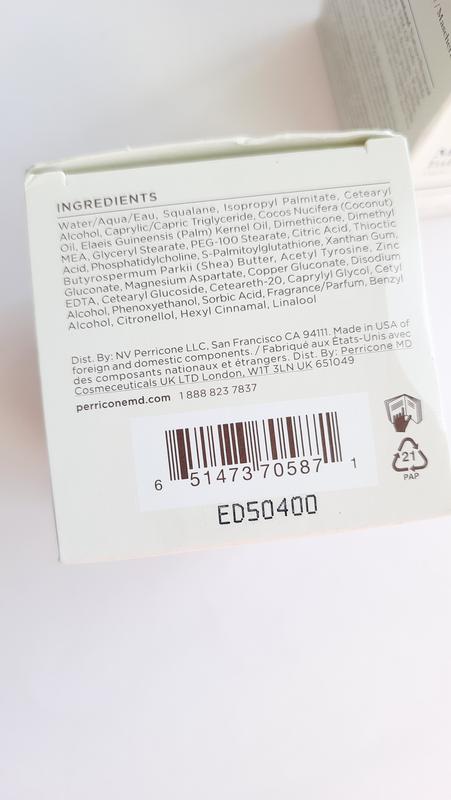 INGREDIENTS
Water/Aqua/Eau, Squalane, Isopropyl Palmitate, Cetearyl
Alcohol, Caprylic/Capric Triglyceride, Cocos Nucifera (Coconut)
Oil, Elaeis Guineensis (Palm) Kernel Oil, Dimethicone, Dimethyl
MEA, Glyceryl Stearate, PEG-100 Stearate, Citric Acid, Thioctic
Acid, Phosphatidylcholine, S-Palmitoylglutathione, Xanthan Gum,
Butyrospermum Parkii (Shea) Butter, Acetyl Tyrosine, Zinc
Gluconate, Magnesium Aspartate, Copper Gluconate, Disodium
EDTA, Cetearyl Glucoside, Ceteareth-20, Caprylyl Glycol, Cetyl
Alcohol, Phenoxyethanol, Sorbic Acid, Fragrance/Parfum, Benzyl
Alcohol, Citronellol, Hexyl Cinnamal, Linalool
Dist. By: NV Perricone LLC, San Francisco CA 94111. Made in USA of
foreign and domestic components. / Fabriqué aux États-Unis avec
des composants nationaux et étrangers. Dist. By: Perricone MD
Cosmeceuticals UK LTD London, W1T 3LN UK 651049
perriconemd.com 1 888 823 7837
6 51473 70587 1
ED50400
21
PAP